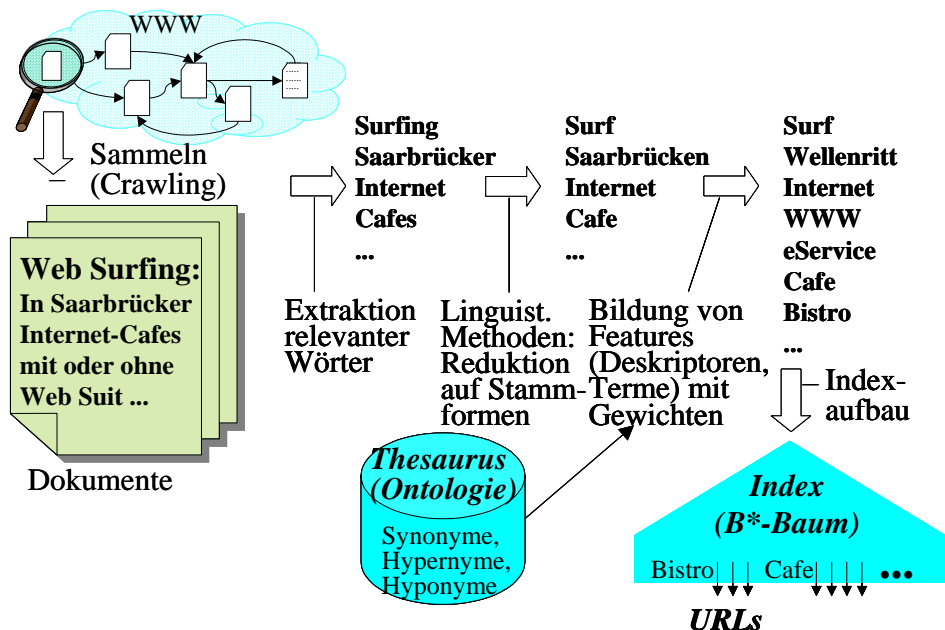 WWW
Sammeln
(Crawling)
Web Surfing:
In Saarbrücker
Internet-Cafes
mit oder ohne
Web Suit ...
Dokumente
Surfing
Saarbrücker
Internet
Cafes
...
Extraktion
relevanter
Wörter
Surf
Saarbrücken
Internet
Cafe
...
Linguist.
Methoden:
Reduktion
auf Stamm-
formen
Surf
Wellenritt
Internet
WWW
eService
Cafe
Bistro
...
Bildung von
Features
(Deskriptoren,
Terme) mit
Gewichten
Index-
aufbau
Thesaurus
(Ontologie)
Synonyme,
Hypernyme,
Hyponyme
Index
(B*-Baum)
Bistro Cafe ...
URLs